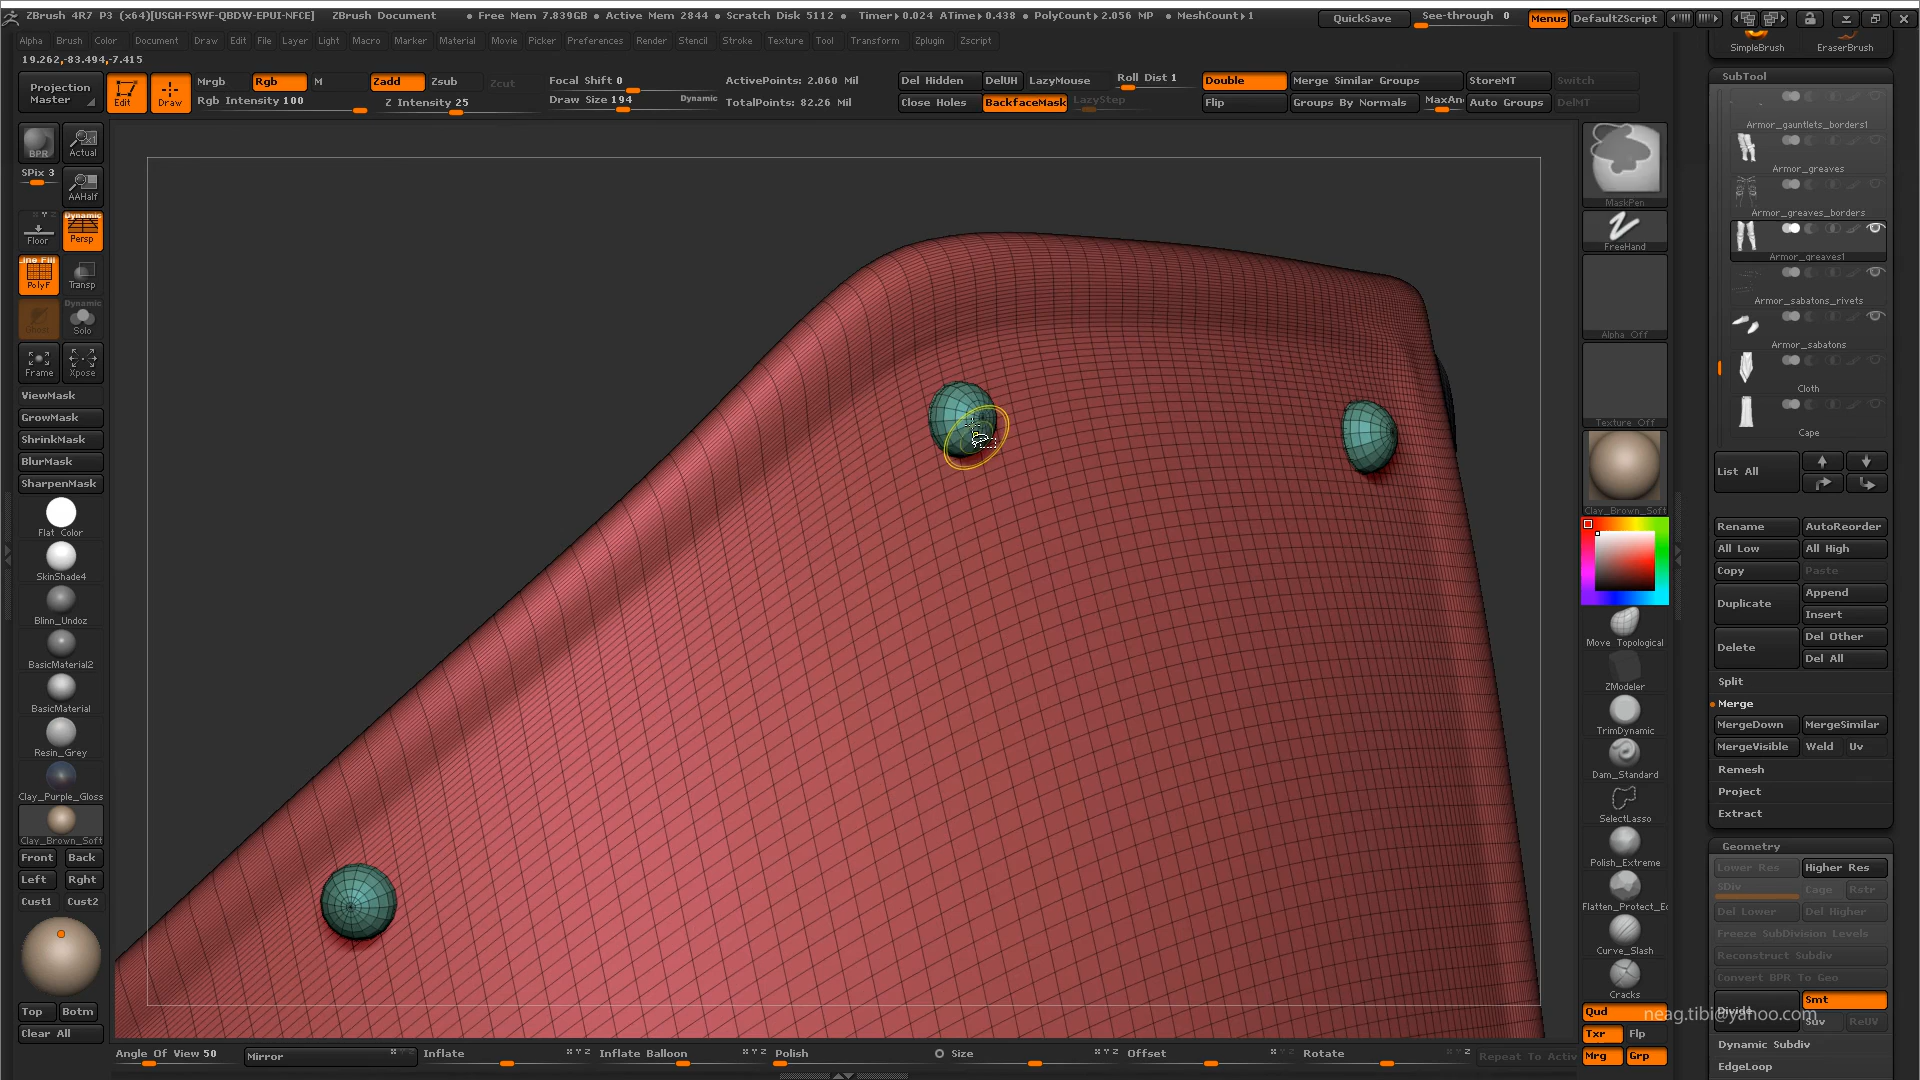 ZBrush 4R7 P3 (x64)[USGH-FSWF-QBDW-EPUI-NFCE] ZBrush Document • Free Mem 7.839GB • Active Mem 2844 • Scratch Disk 5112 • Timer▸0.024 ATime▸0.438 • PolyCount▸2.056 MP • MeshCount▸1 QuickSave See-through 0 Menus DefaultZScript
Alpha Brush Color Document Draw Edit File Layer Light Macro Marker Material Movie Picker Preferences Render Stencil Stroke Texture Tool Transform Zplugin Zscript
19.262,-83.494,-7.415
Projection Master
Edit
Draw
Mrgb Rgb M Zadd Zsub Zcut
Rgb Intensity 100 Z Intensity 25
Focal Shift 0
Draw Size 194 Dynamic
ActivePoints: 2.060 Mil
TotalPoints: 82.26 Mil
Del Hidden DelUH LazyMouse Roll Dist 1
Close Holes BackfaceMask LazyStep
Double Merge Similar Groups StoreMT Switch
Flip Groups By Normals MaxAn Auto Groups DelMT
BPR
Actual
SPix 3
AAHalf
Floor
Dynamic
Persp
Line Fill
PolyF
Transp
Ghost
Dynamic
Solo
Frame
Xpose
ViewMask
GrowMask
ShrinkMask
BlurMask
SharpenMask
Flat Color
SkinShade4
Blinn_Undoz
BasicMaterial2
BasicMaterial
Resin_Grey
Clay_Purple_Gloss
Clay_Brown_Soft
Front Back
Left Rght
Cust1 Cust2
Top Botm
Clear All
Angle Of View 50 Mirror Inflate Inflate Balloon Polish Size Offset Rotate Repeat To Activ
MaskPen
FreeHand
Alpha Off
Texture Off
Clay_Brown_Soft
Move Topological
ZModeler
TrimDynamic
Dam_Standard
SelectLasso
Polish_Extreme
Flatten_Protect_Ed
Curve_Slash
Cracks
Qud
Txr Flp
Mrg Grp
SimpleBrush EraserBrush
SubTool
Armor_gauntlets_borders1
Armor_greaves
Armor_greaves_borders
Armor_greaves1
Armor_sabatons_rivets
Armor_sabatons
Cloth
Cape
List All
Rename AutoReorder
All Low All High
Copy Paste
Duplicate Append
Insert
Delete Del Other
Del All
Split
Merge
MergeDown MergeSimilar
MergeVisible Weld Uv
Remesh
Project
Extract
Geometry
Lower Res Higher Res
SDiv Cage Rstr
Del Lower Del Higher
Freeze SubDivision Levels
Reconstruct Subdiv
Convert BPR To Geo
Divide Smt
Suv ReUV
neag.tibi@yahoo.com
Dynamic Subdiv
EdgeLoop